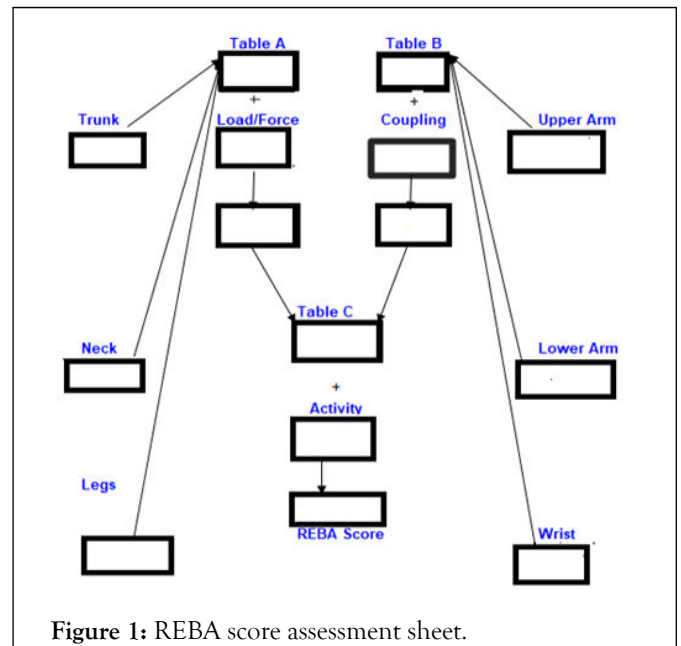 Table A Table B
+ +
Trunk Load/Force Coupling Upper Arm
Table C
Neck Lower Arm
+
Activity
Legs
REBA Score Wrist
Figure 1: REBA score assessment sheet.